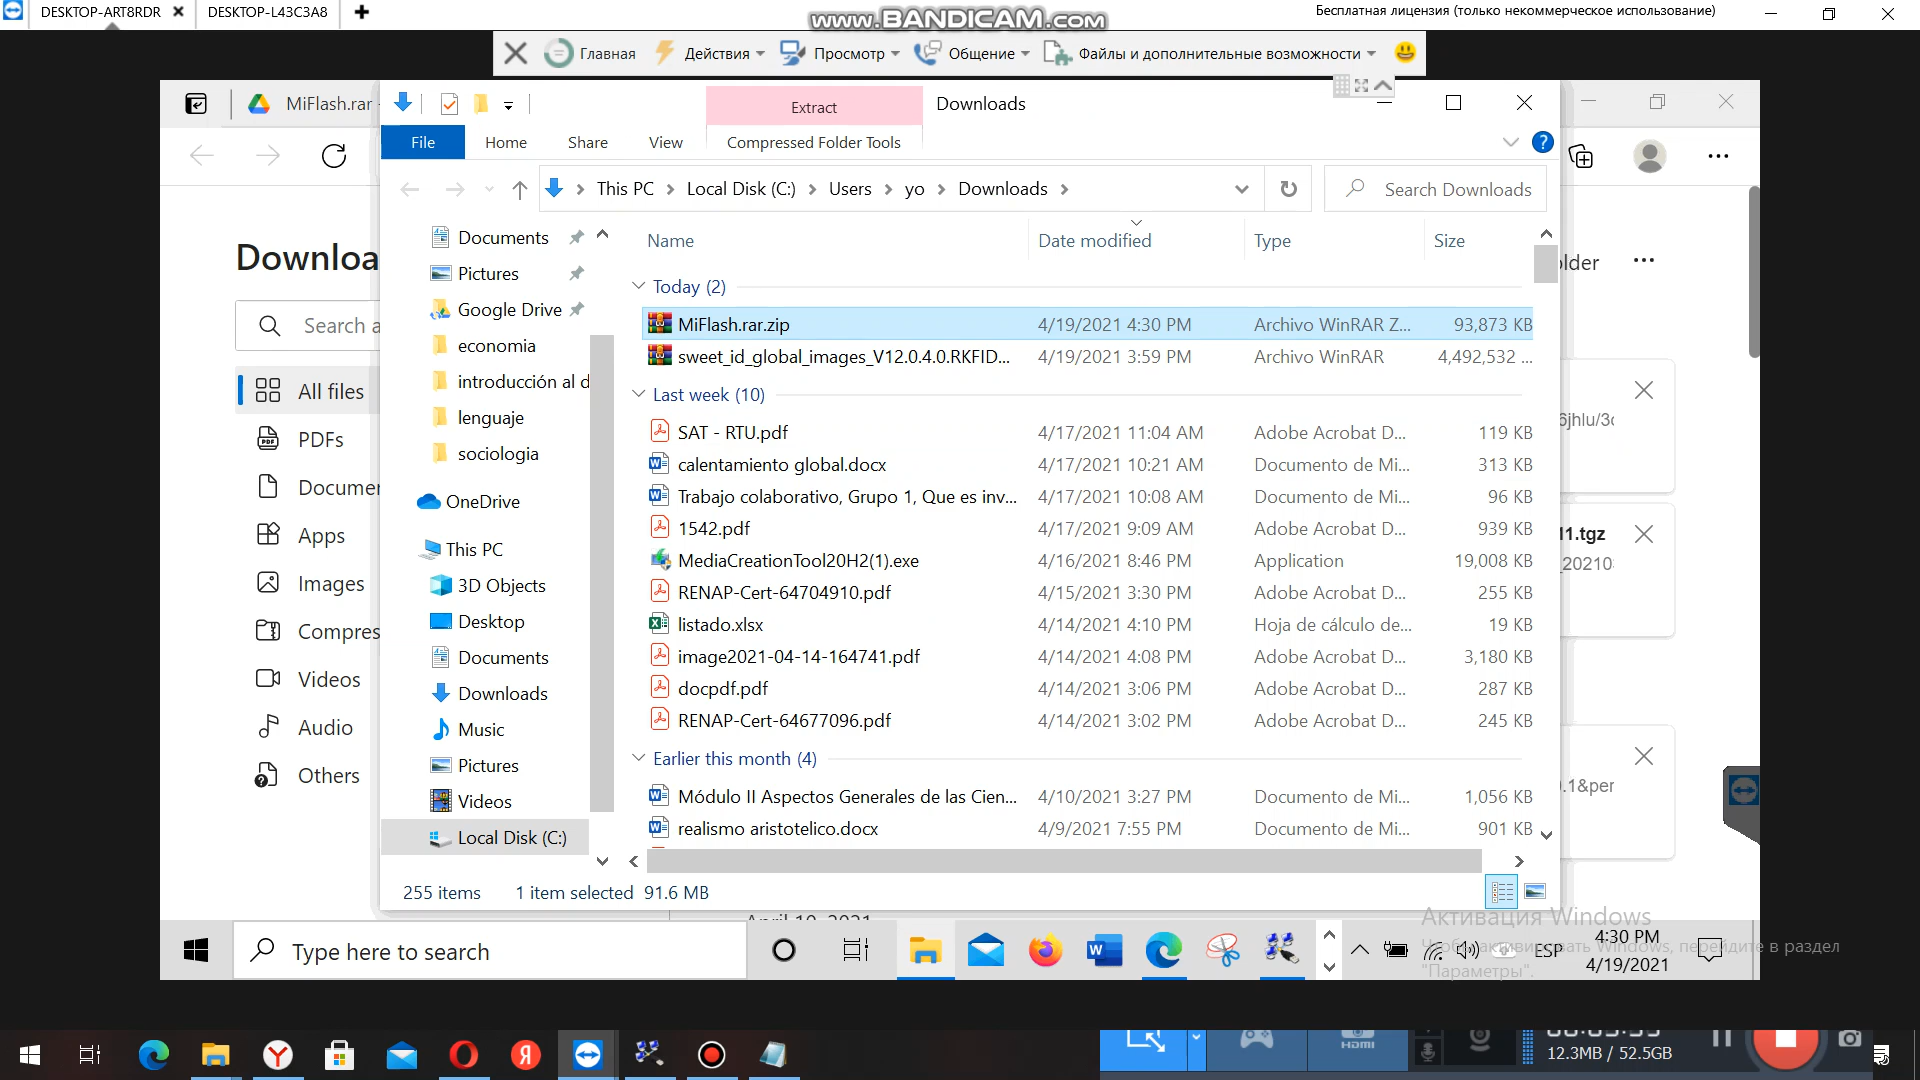 DESKTOP-ART8RDR
DESKTOP-L43C3A8
www.BANDICAM.com
Бесплатная лицензия (только некоммерческое использование)
Главная
Действия
Просмотр
Общение
Файлы и дополнительные возможности
MiFlash.rar
Extract
Downloads
File
Home
Share
View
Compressed Folder Tools
This PC
Local Disk (C:)
Users
yo
Downloads
Search Downloads
Name
Date modified
Type
Size
Today (2)
MiFlash.rar.zip 4/19/2021 4:30 PM Archivo WinRAR Z... 93,873 KB
sweet_id_global_images_V12.0.4.0.RKFID... 4/19/2021 3:59 PM Archivo WinRAR 4,492,532 ...
Last week (10)
SAT - RTU.pdf 4/17/2021 11:04 AM Adobe Acrobat D... 119 KB
calentamiento global.docx 4/17/2021 10:21 AM Documento de Mi... 313 KB
Trabajo colaborativo, Grupo 1, Que es inv... 4/17/2021 10:08 AM Documento de Mi... 96 KB
1542.pdf 4/17/2021 9:09 AM Adobe Acrobat D... 939 KB
MediaCreationTool20H2(1).exe 4/16/2021 8:46 PM Application 19,008 KB
RENAP-Cert-64704910.pdf 4/15/2021 3:30 PM Adobe Acrobat D... 255 KB
listado.xlsx 4/14/2021 4:10 PM Hoja de cálculo de... 19 KB
image2021-04-14-164741.pdf 4/14/2021 4:08 PM Adobe Acrobat D... 3,180 KB
docpdf.pdf 4/14/2021 3:06 PM Adobe Acrobat D... 287 KB
RENAP-Cert-64677096.pdf 4/14/2021 3:02 PM Adobe Acrobat D... 245 KB
Earlier this month (4)
Módulo II Aspectos Generales de las Cien... 4/10/2021 3:27 PM Documento de Mi... 1,056 KB
realismo aristotelico.docx 4/9/2021 7:55 PM Documento de Mi... 901 KB
Documents
Pictures
Google Drive
economia
introducción al d
lenguaje
sociologia
OneDrive
This PC
3D Objects
Desktop
Documents
Downloads
Music
Pictures
Videos
Local Disk (C:)
255 items
1 item selected 91.6 MB
Downloa
Search a
All files
PDFs
Documen
Apps
Images
Compres
Videos
Audio
Others
lder
6jhlu/3c
11.tgz
_20210
0.1&per
April 10, 2021
Активация Windows
Чтобы активировать Windows, перейдите в раздел
"Параметры".
Type here to search
ESP
4:30 PM
4/19/2021
HDMI
12.3MB / 52.5GB